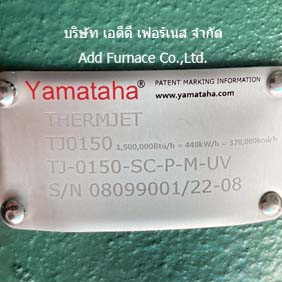 บริษัท เอดีดี เฟอร์เนส จำกัด
Add Furnace Co.,Ltd.
Yamataha® PATENT MARKING INFORMATION
www.yamataha.com
THERMJET
TJ0150 1,500,000Btu/h = 440kW/h = 378,000kcal/h
TJ-0150-SC-P-M-UV
S/N 08099001/22-08